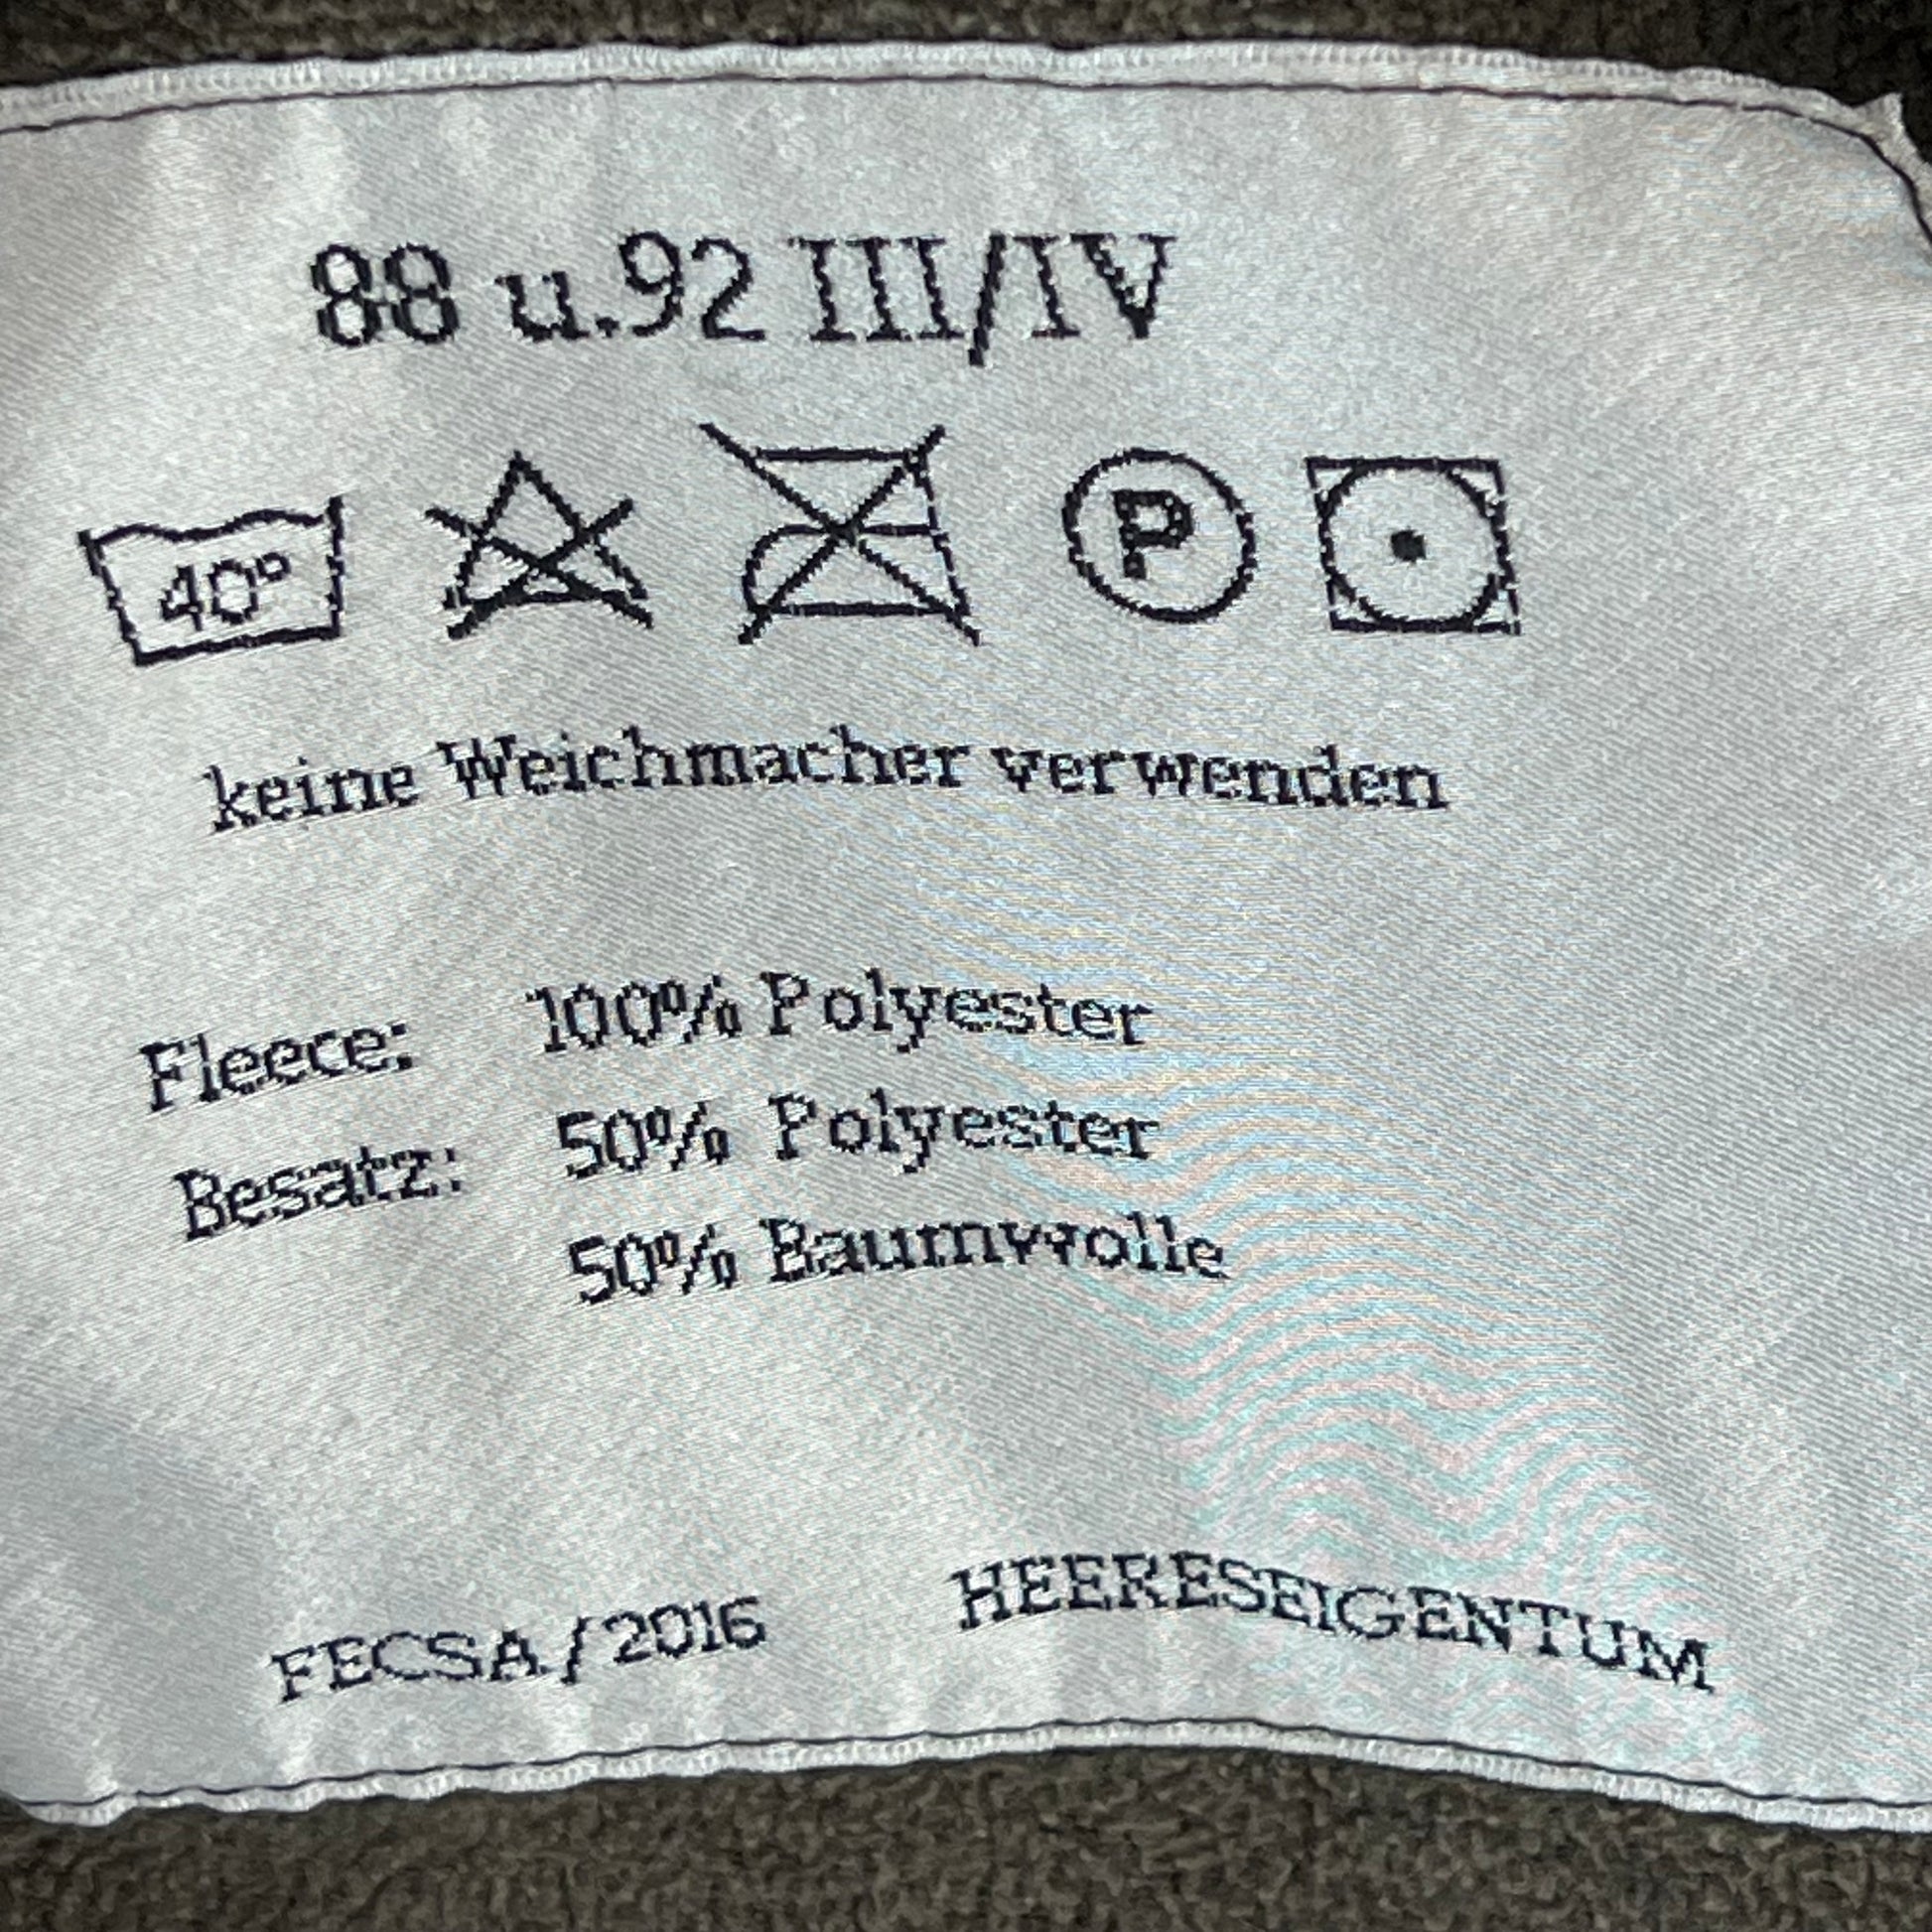 88 u.92 III/IV
40°
P
keine Weichmacher verwenden
Fleece: 100% Polyester
Besatz: 50% Polyester
50% Baumwolle
FECSA/2016 HEERESEIGENTUM